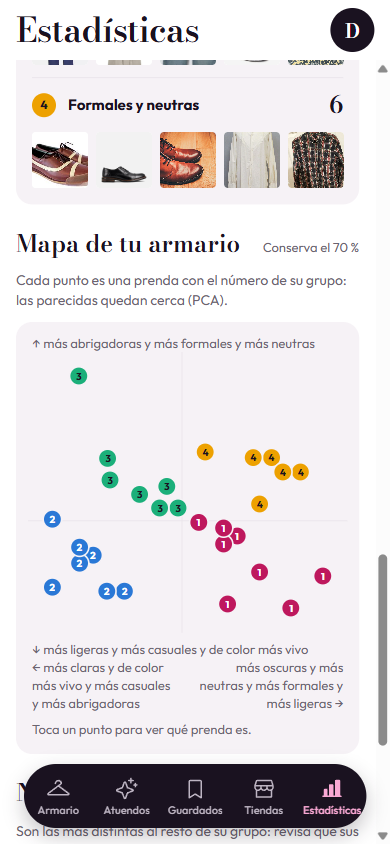 Estadísticas
D
4 Formales y neutras 6
Mapa de tu armario Conserva el 70 %
Cada punto es una prenda con el número de su grupo:
las parecidas quedan cerca (PCA).
↑ más abrigadoras y más formales y más neutras
3
4
3 4 4
3 4 4
3 3
3 3 4
2 1 1
1
2 2 1
2 1 1
2 2 2
1 1
↓ más ligeras y más casuales y de color más vivo
← más claras y de color más oscuras y más
más vivo y más casuales neutras y más formales y
y más abrigadoras más ligeras →
Toca un punto para ver qué prenda es.
Armario Atuendos Guardados Tiendas Estadísticas
Son las más distintas al resto de su grupo: revisa que sus